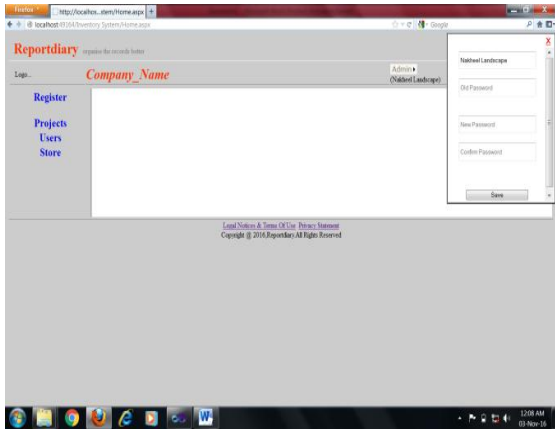 Firefox
http://localhos...stem/Home.aspx
localhost:49164/Inventory System/Home.aspx
Google
Reportdiary organise the records better
Logo...
Company_Name
Admin
(Nakheel Landscape)
X
Nakheel Landscape
Old Password
New Password
Confirm Password
Save
Register
Projects
Users
Store
Legal Notices & Terms Of Use Privacy Statement
Copyright @ 2016,Reportdiary.All Rights Reserved
W
12:08 AM
03-Nov-16